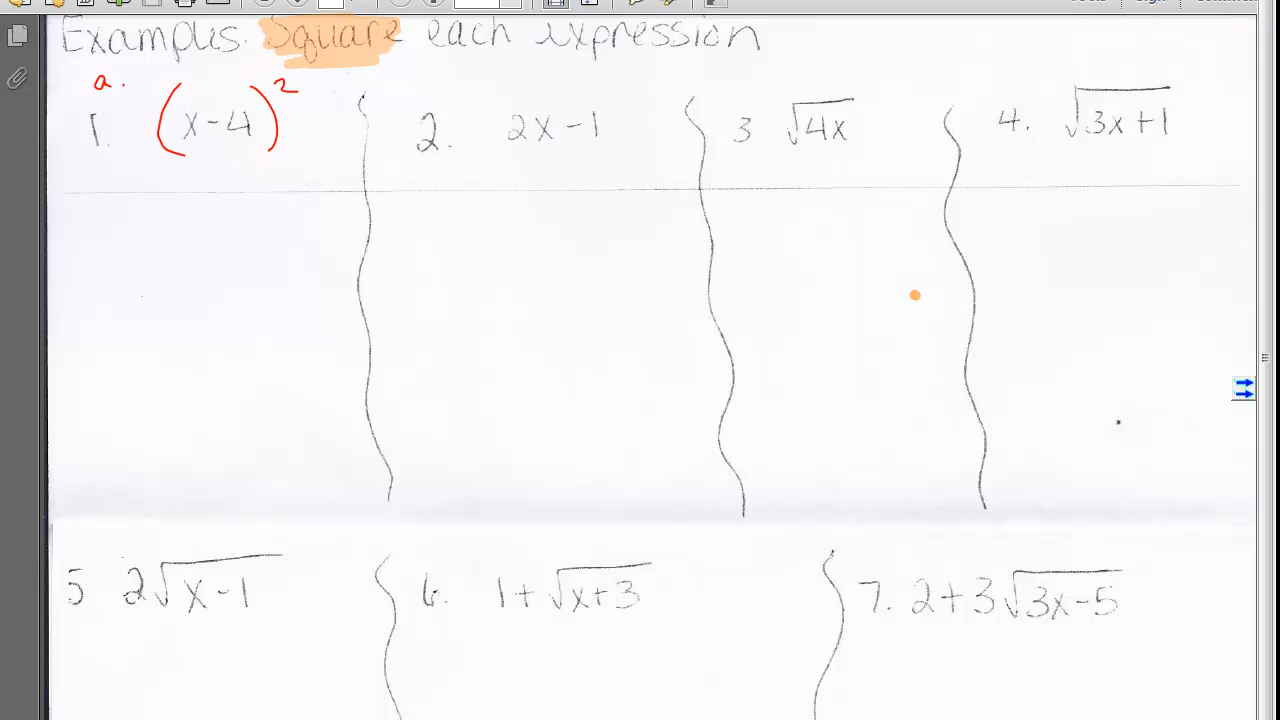 Examples. Square each expression
a.
1. (x-4)²
2. 2x-1
3 √4x
4. √3x+1
5 2√x-1
6. 1+√x+3
7. 2+3√3x-5